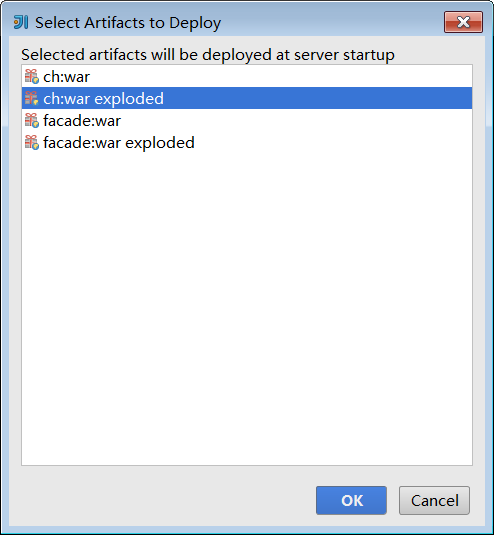 Select Artifacts to Deploy
Selected artifacts will be deployed at server startup
ch:war
ch:war exploded
facade:war
facade:war exploded
OK
Cancel